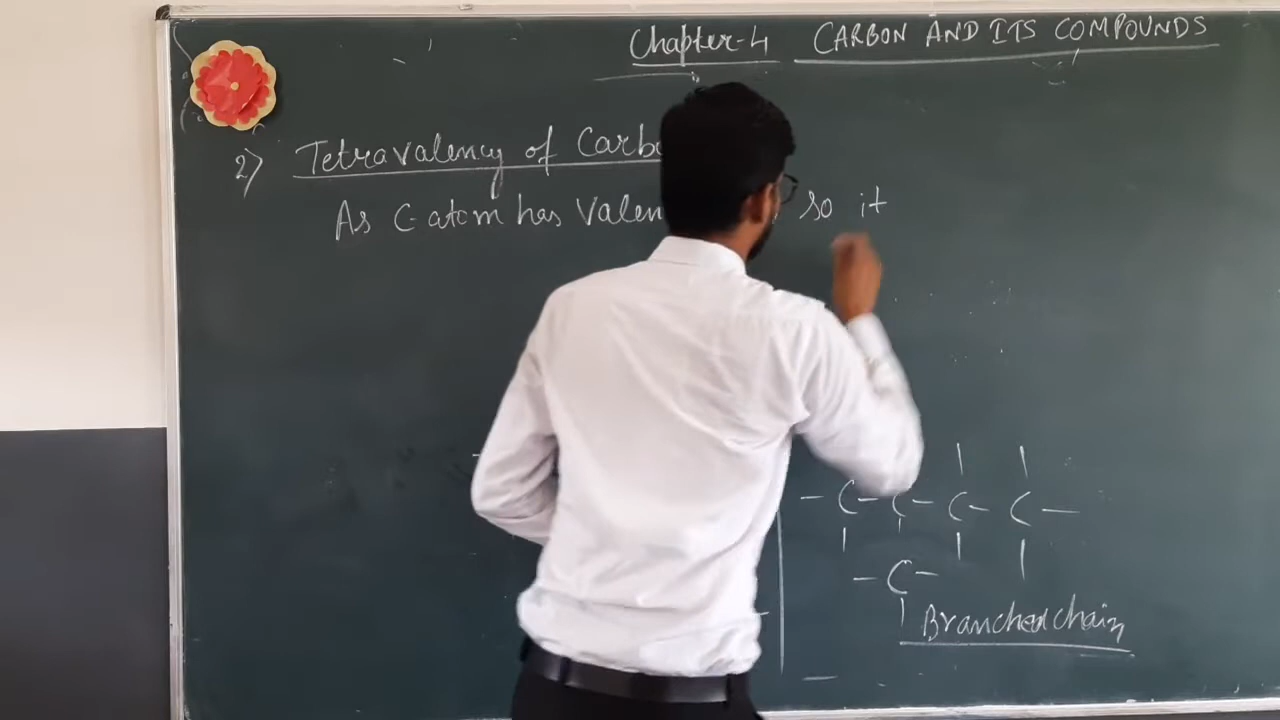 Chapter-4 CARBON AND ITS COMPOUNDS
2) Tetravalency of Carb
As C-atom has Valen so it
- C - C - C - C -
- C -
Branched chain